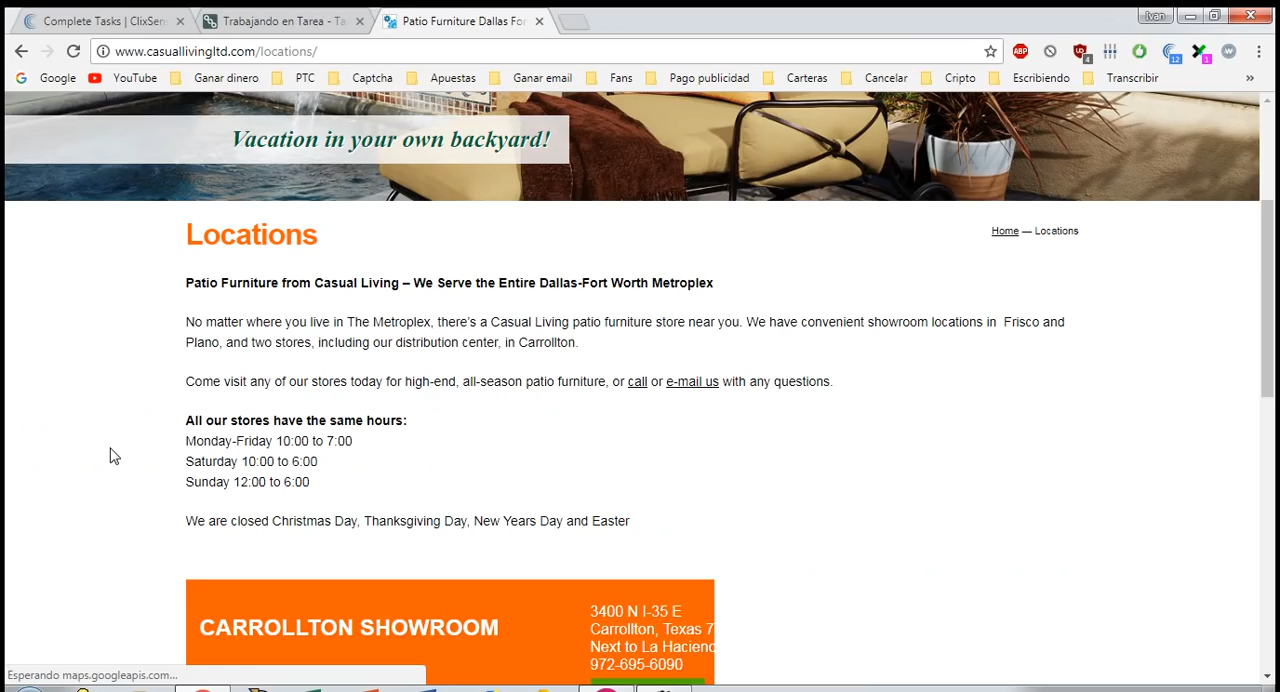 Complete Tasks | ClixSens
Trabajando en Tarea - Ta
Patio Furniture Dallas For
Ivan
www.casuallivingltd.com/locations/
ABP
4
12
1
Google
YouTube
Ganar dinero
PTC
Captcha
Apuestas
Ganar email
Fans
Pago publicidad
Carteras
Cancelar
Cripto
Escribiendo
Transcribir
»
Vacation in your own backyard!
Locations
Home — Locations
Patio Furniture from Casual Living – We Serve the Entire Dallas-Fort Worth Metroplex
No matter where you live in The Metroplex, there's a Casual Living patio furniture store near you. We have convenient showroom locations in Frisco and
Plano, and two stores, including our distribution center, in Carrollton.
Come visit any of our stores today for high-end, all-season patio furniture, or call or e-mail us with any questions.
All our stores have the same hours:
Monday-Friday 10:00 to 7:00
Saturday 10:00 to 6:00
Sunday 12:00 to 6:00
We are closed Christmas Day, Thanksgiving Day, New Years Day and Easter
CARROLLTON SHOWROOM
3400 N I-35 E
Carrollton, Texas 7
Next to La Hacienc
972-695-6090
Esperando maps.googleapis.com...